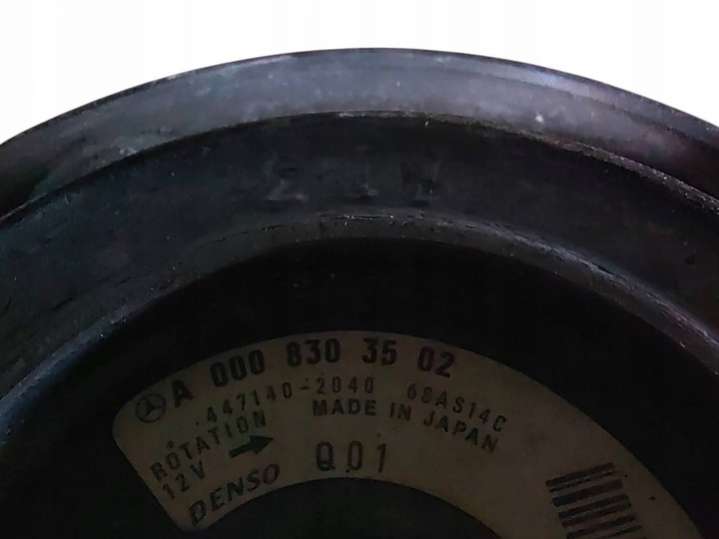 A 000 830 35 02
447140-2040 6SAS14C
ROTATION MADE IN JAPAN
12V
DENSO Q01